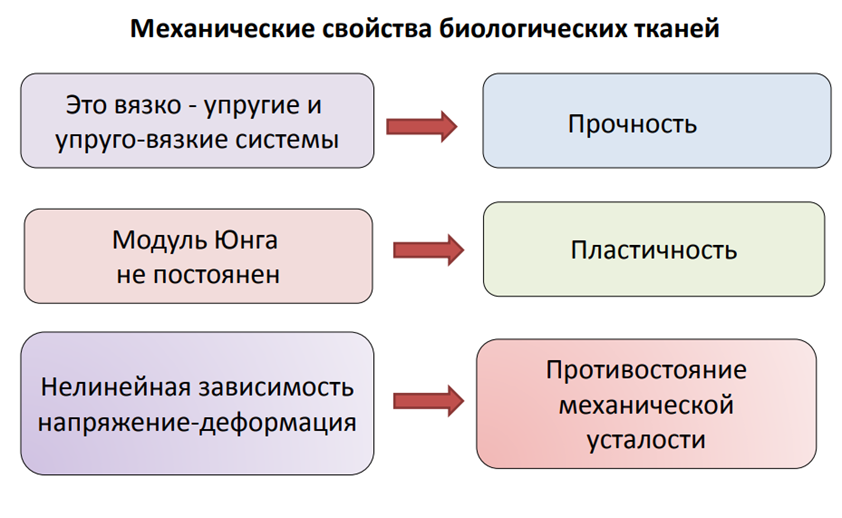 Механические свойства биологических тканей
Это вязко - упругие и
упруго-вязкие системы
Прочность
Модуль Юнга
не постоянен
Пластичность
Нелинейная зависимость
напряжение-деформация
Противостояние
механической
усталости